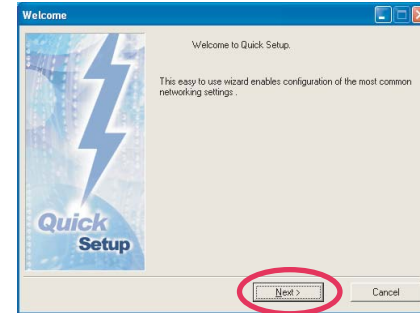 Welcome
Welcome to Quick Setup.
This easy to use wizard enables configuration of the most common
networking settings .
Quick
Setup
Next >
Cancel